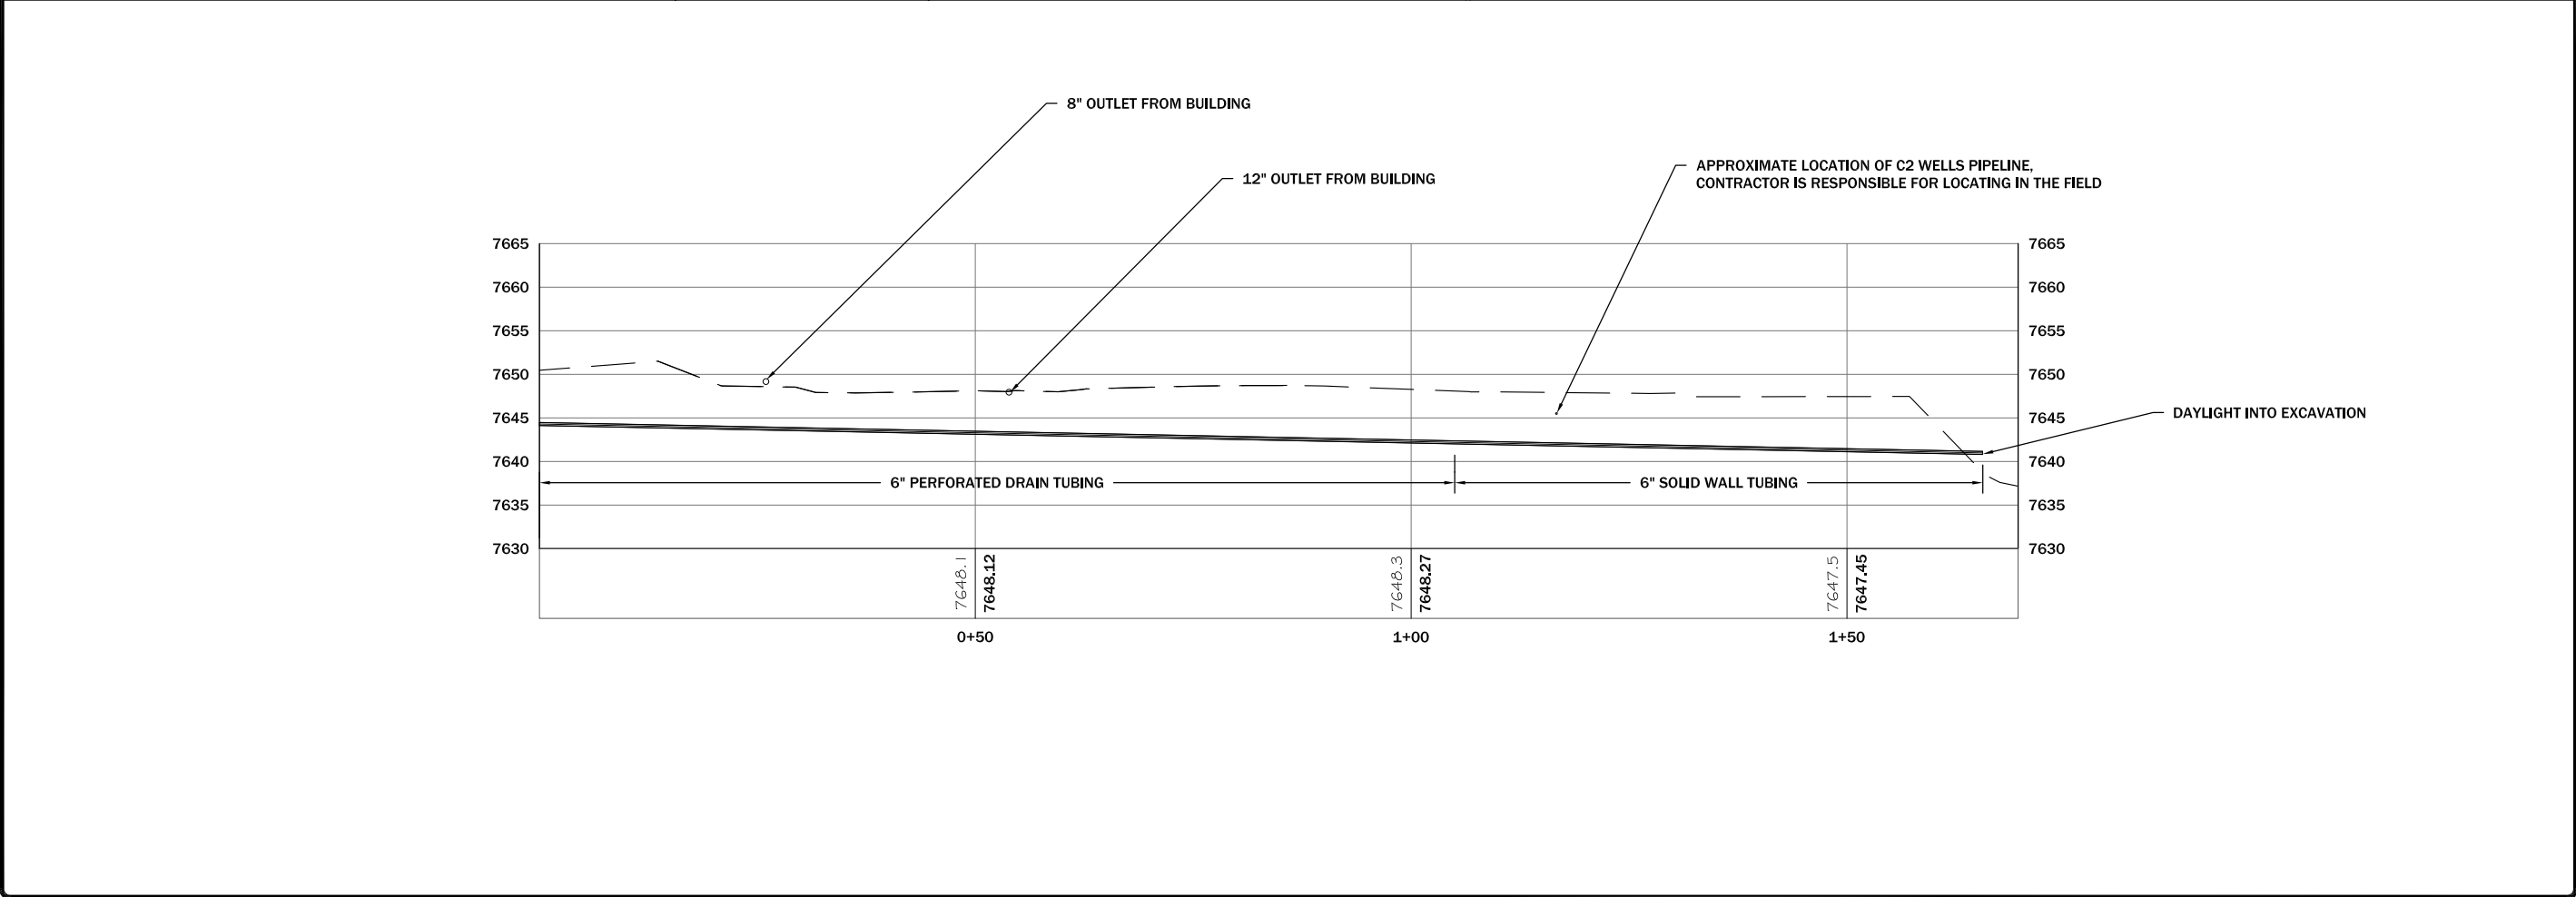 8" OUTLET FROM BUILDING
12" OUTLET FROM BUILDING
APPROXIMATE LOCATION OF C2 WELLS PIPELINE,
CONTRACTOR IS RESPONSIBLE FOR LOCATING IN THE FIELD
7665 7665
7660 7660
7655 7655
7650 7650
7645 7645
DAYLIGHT INTO EXCAVATION
7640 7640
6" PERFORATED DRAIN TUBING 6" SOLID WALL TUBING
7635 7635
7630 7630
7648.1
7648.12
7648.3
7648.27
7647.5
7647.45
0+50 1+00 1+50